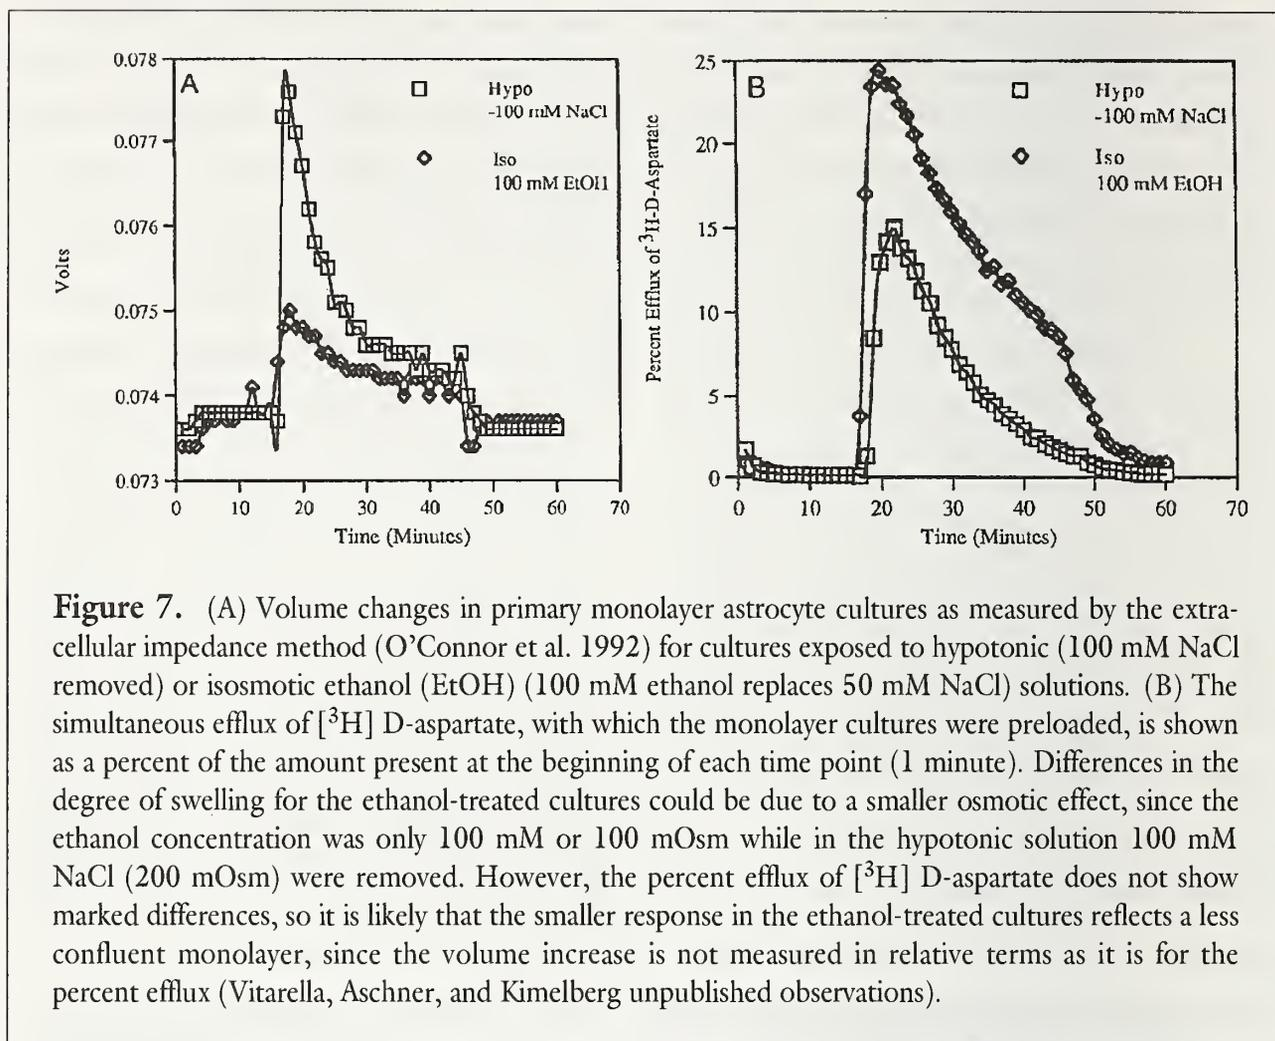 A
Volts
0.078
0.077
0.076
0.075
0.074
0.073
0 10 20 30 40 50 60 70
Time (Minutes)
Hypo
-100 mM NaCl
Iso
100 mM EtOH
B
Percent Efflux of ³H-D-Aspartate
25
20
15
10
5
0
0 10 20 30 40 50 60 70
Time (Minutes)
Hypo
-100 mM NaCl
Iso
100 mM EtOH
Figure 7. (A) Volume changes in primary monolayer astrocyte cultures as measured by the extra-
cellular impedance method (O'Connor et al. 1992) for cultures exposed to hypotonic (100 mM NaCl
removed) or isosmotic ethanol (EtOH) (100 mM ethanol replaces 50 mM NaCl) solutions. (B) The
simultaneous efflux of [³H] D-aspartate, with which the monolayer cultures were preloaded, is shown
as a percent of the amount present at the beginning of each time point (1 minute). Differences in the
degree of swelling for the ethanol-treated cultures could be due to a smaller osmotic effect, since the
ethanol concentration was only 100 mM or 100 mOsm while in the hypotonic solution 100 mM
NaCl (200 mOsm) were removed. However, the percent efflux of [³H] D-aspartate does not show
marked differences, so it is likely that the smaller response in the ethanol-treated cultures reflects a less
confluent monolayer, since the volume increase is not measured in relative terms as it is for the
percent efflux (Vitarella, Aschner, and Kimelberg unpublished observations).